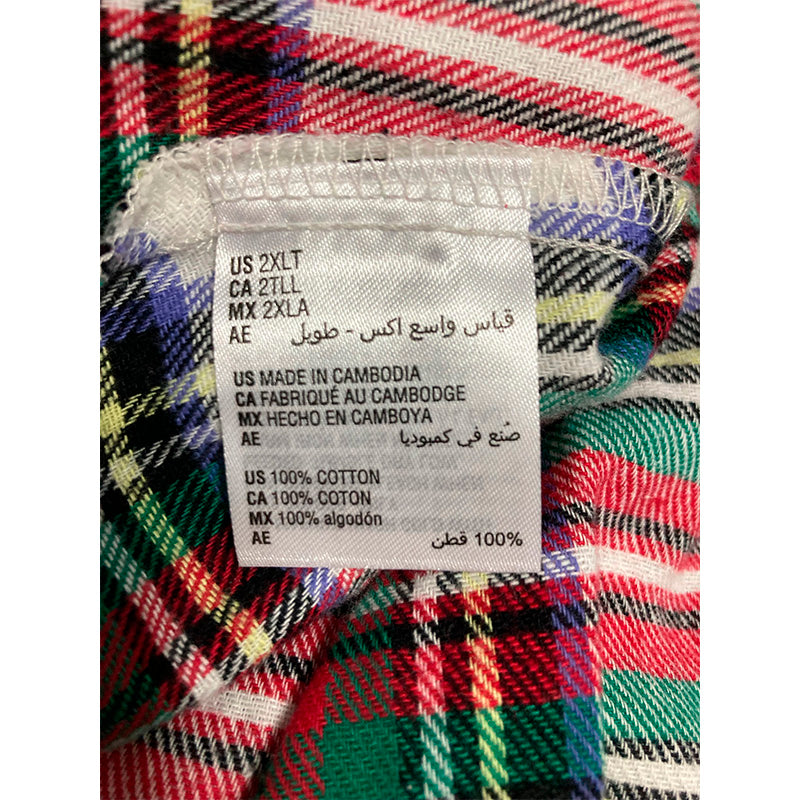 US 2XLT
CA 2TLL
MX 2XLA
AE قياس واسع اكس - طويل
US MADE IN CAMBODIA
CA FABRIQUÉ AU CAMBODGE
MX HECHO EN CAMBOYA
AE صُنع في كمبوديا
US 100% COTTON
CA 100% COTON
MX 100% algodón
AE 100% قطن